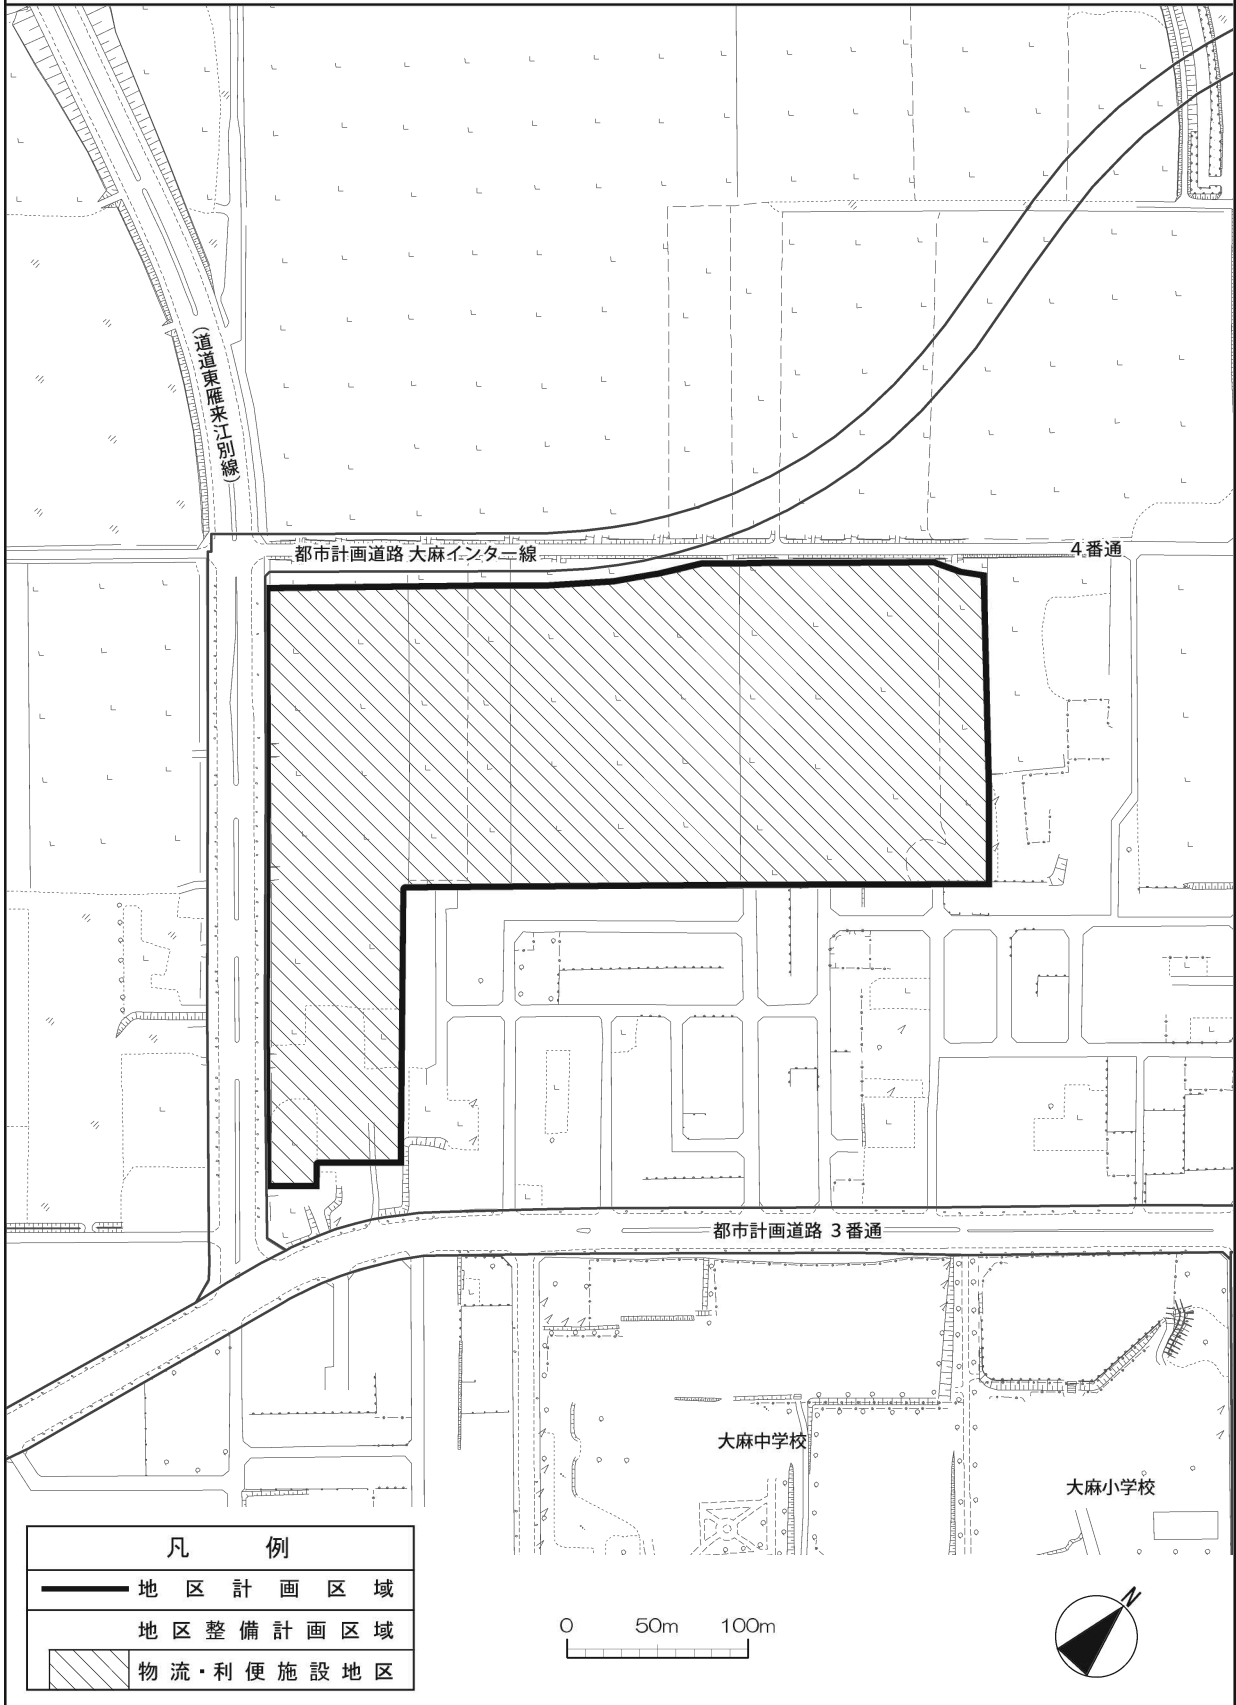 (道道東雁来江別線)
都市計画道路 大麻インター線
4番通
都市計画道路 3番通
大麻中学校
大麻小学校
凡 例
地区計画区域
地区整備計画区域
物流・利便施設地区
0 50m 100m
N